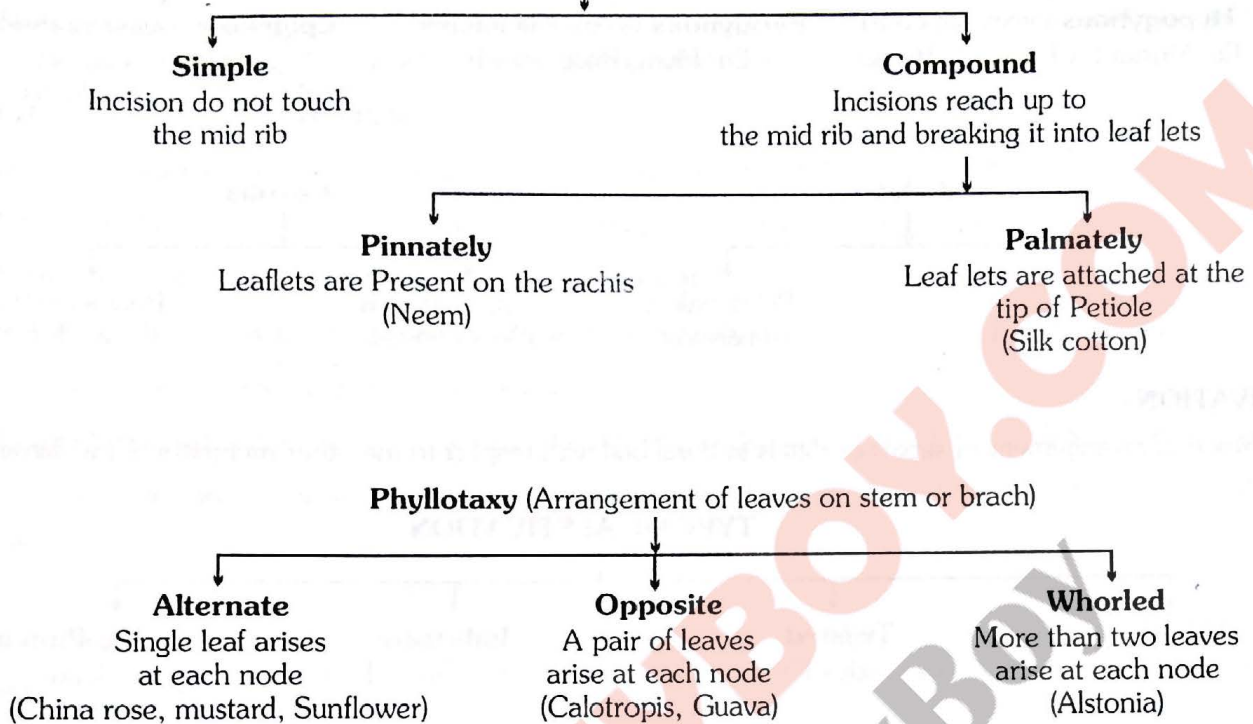 Simple
Incision do not touch
the mid rib
Compound
Incisions reach up to
the mid rib and breaking it into leaf lets
Pinnately
Leaflets are Present on the rachis
(Neem)
Palmately
Leaf lets are attached at the
tip of Petiole
(Silk cotton)
Phyllotaxy (Arrangement of leaves on stem or brach)
Alternate
Single leaf arises
at each node
(China rose, mustard, Sunflower)
Opposite
A pair of leaves
arise at each node
(Calotropis, Guava)
Whorled
More than two leaves
arise at each node
(Alstonia)